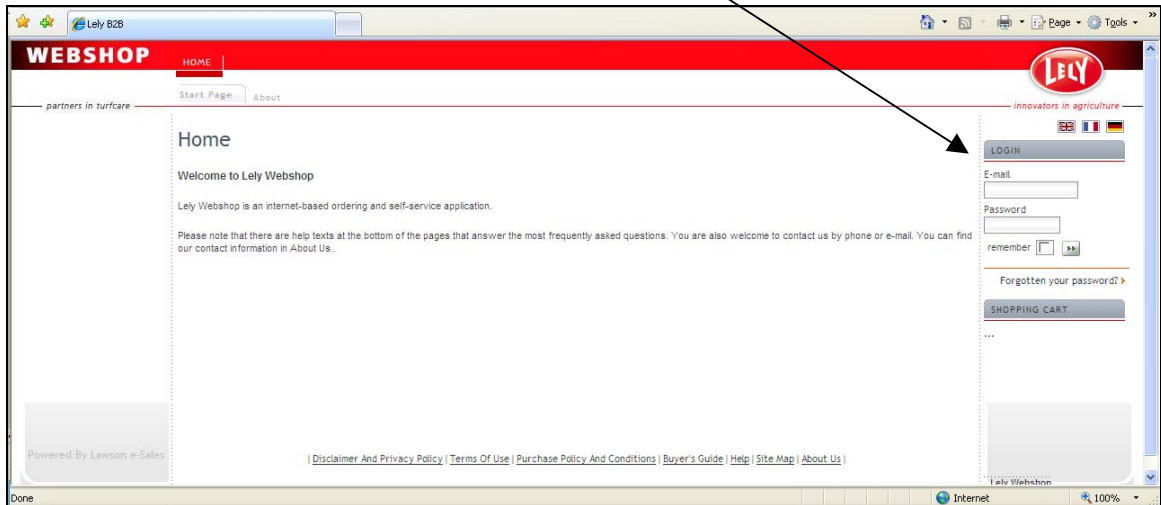 Lely B2B
Page
Tools
»
WEBSHOP
HOME
LELY
Start Page
About
partners in turfcare
innovators in agriculture
Home
LOGIN
Welcome to Lely Webshop
E-mail
Lely Webshop is an internet-based ordering and self-service application.
Password
Please note that there are help texts at the bottom of the pages that answer the most frequently asked questions. You are also welcome to contact us by phone or e-mail. You can find
our contact information in About Us..
remember
Forgotten your password?
SHOPPING CART
...
Powered By Lawson e-Sales
| Disclaimer And Privacy Policy | Terms Of Use | Purchase Policy And Conditions | Buyer's Guide | Help | Site Map | About Us |
Lely Webshop
Done
Internet
100%